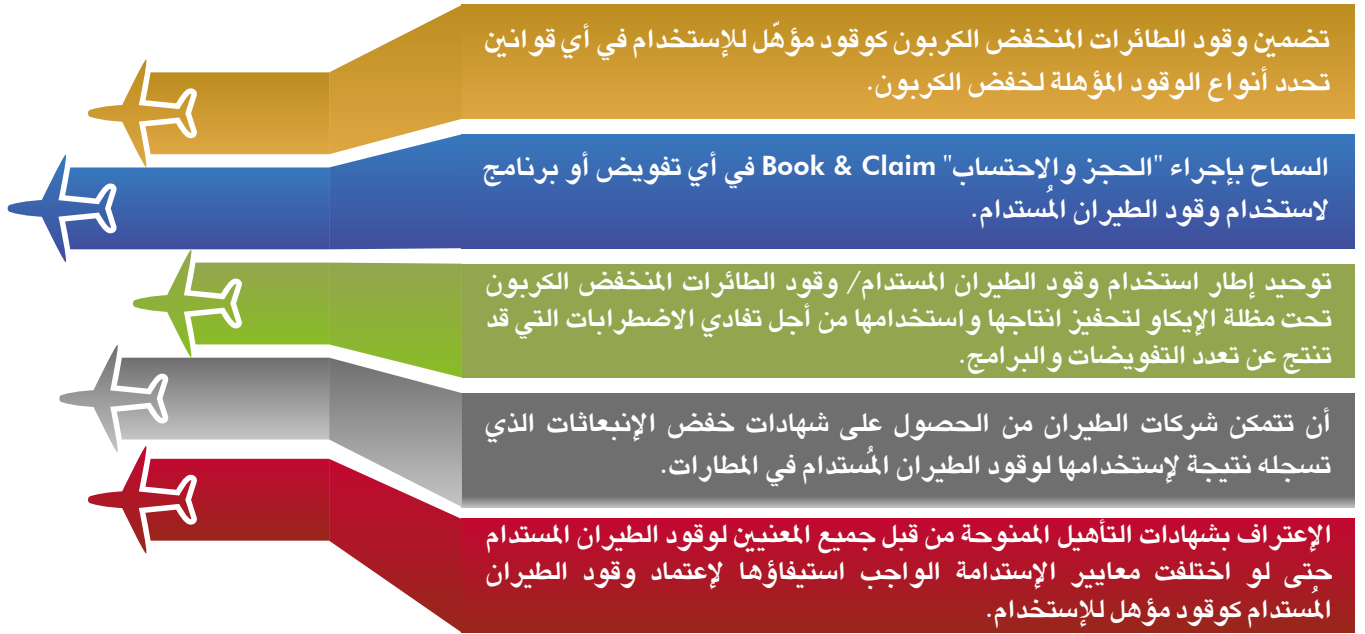 تضمين وقود الطائرات المنخفض الكربون كوقود مؤهّل للإستخدام في أي قوانين
تحدد أنواع الوقود المؤهلة لخفض الكربون.
السماح بإجراء "الحجز والاحتساب" Book & Claim في أي تفويض أو برنامج
لاستخدام وقود الطيران المُستدام.
توحيد إطار استخدام وقود الطيران المستدام/ وقود الطائرات المنخفض الكربون
تحت مظلة الإيكاو لتحفيز انتاجها واستخدامها من أجل تفادي الاضطرابات التي قد
تنتج عن تعدد التفويضات والبرامج.
أن تتمكن شركات الطيران من الحصول على شهادات خفض الإنبعاثات الذي
تسجله نتيجة لإستخدامها لوقود الطيران المُستدام في المطارات.
الإعتراف بشهادات التأهيل الممنوحة من قبل جميع المعنيين لوقود الطيران المستدام
حتى لو اختلفت معايير الإستدامة الواجب استيفاؤها لإعتماد وقود الطيران
المُستدام كوقود مؤهل للإستخدام.